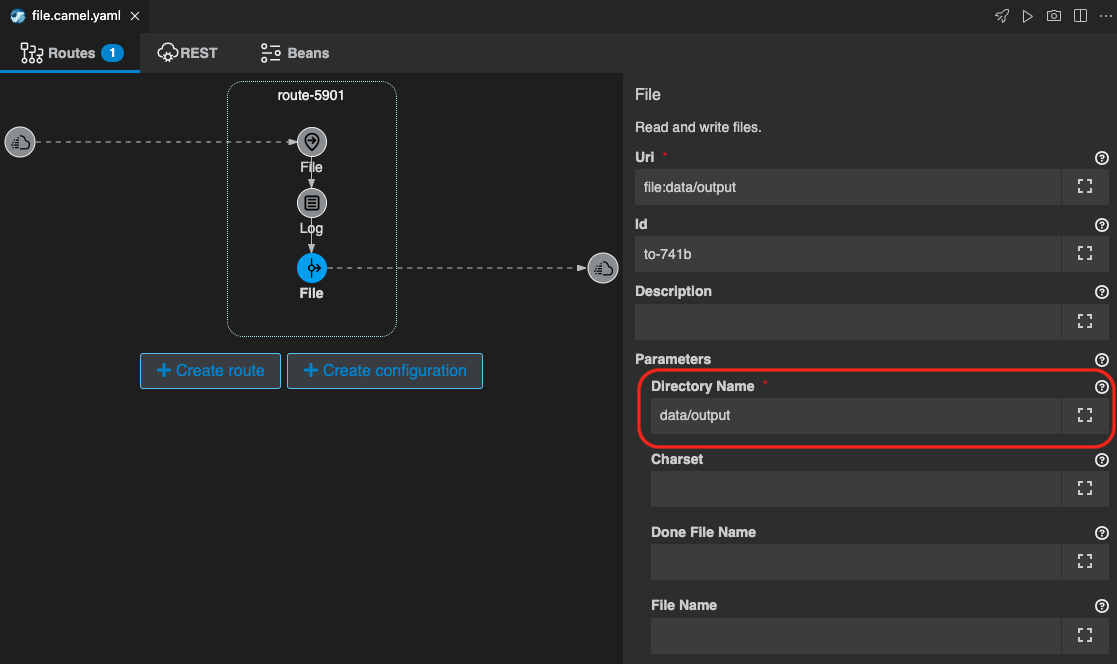 file.camel.yaml
Routes 1 REST Beans
route-5901
File
Log
File
Create route Create configuration
File
Read and write files.
Uri *
file:data/output
Id
to-741b
Description
Parameters
Directory Name *
data/output
Charset
Done File Name
File Name